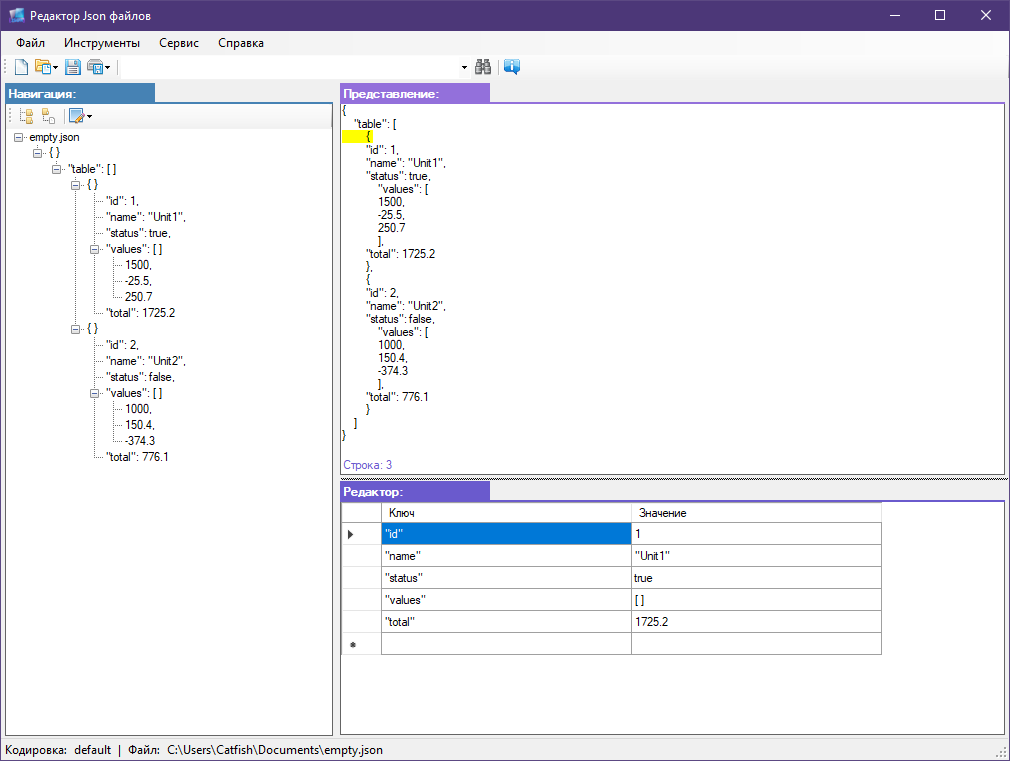 Редактор Json файлов
Файл Инструменты Сервис Справка
Навигация:
empty.json
{ }
"table": [ ]
{ }
"id": 1,
"name": "Unit1",
"status": true,
"values": [ ]
1500,
-25.5,
250.7
"total": 1725.2
{ }
"id": 2,
"name": "Unit2",
"status": false,
"values": [ ]
1000,
150.4,
-374.3
"total": 776.1
Представление:
{
"table": [
{
"id": 1,
"name": "Unit1",
"status": true,
"values": [
1500,
-25.5,
250.7
],
"total": 1725.2
},
{
"id": 2,
"name": "Unit2",
"status": false,
"values": [
1000,
150.4,
-374.3
],
"total": 776.1
}
]
}
Строка: 3
Редактор:
Ключ Значение
"id" 1
"name" "Unit1"
"status" true
"values" [ ]
"total" 1725.2
Кодировка: default | Файл: C:\Users\Catfish\Documents\empty.json